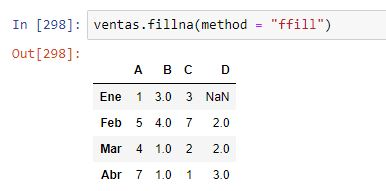 In [298]: ventas.fillna(method = "ffill")
Out[298]:
A B C D
Ene 1 3.0 3 NaN
Feb 5 4.0 7 2.0
Mar 4 1.0 2 2.0
Abr 7 1.0 1 3.0